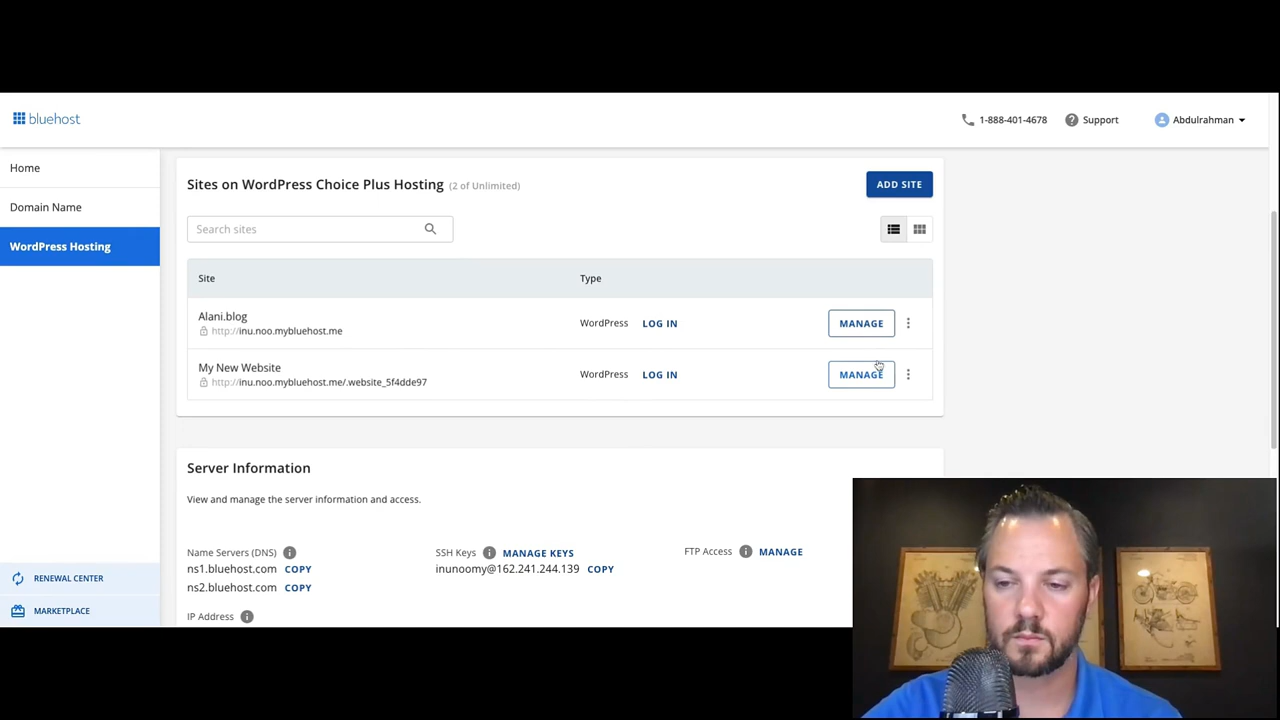 bluehost
1-888-401-4678
Support
Abdulrahman
Home
Domain Name
WordPress Hosting
Sites on WordPress Choice Plus Hosting (2 of Unlimited)
ADD SITE
Search sites
Site Type
Alani.blog
http://inu.noo.mybluehost.me
WordPress LOG IN MANAGE
My New Website
http://inu.noo.mybluehost.me/.website_5f4dde97
WordPress LOG IN MANAGE
Server Information
View and manage the server information and access.
Name Servers (DNS)
ns1.bluehost.com COPY
ns2.bluehost.com COPY
SSH Keys MANAGE KEYS
inunoomy@162.241.244.139 COPY
FTP Access MANAGE
IP Address
RENEWAL CENTER
MARKETPLACE